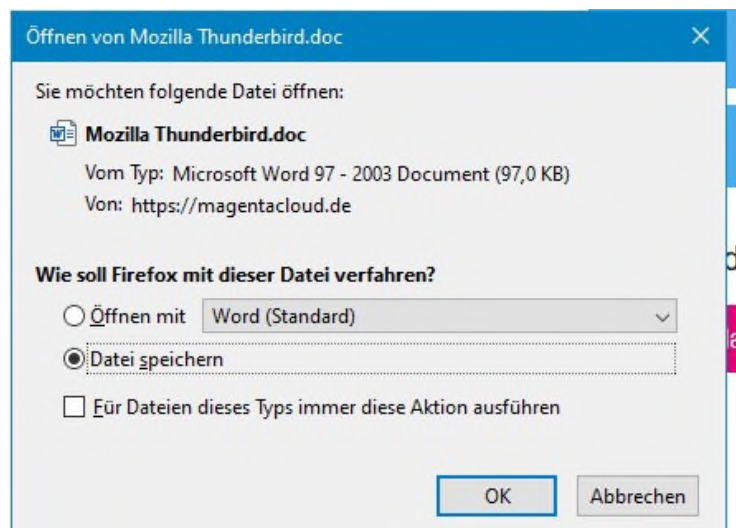 Öffnen von Mozilla Thunderbird.doc
Sie möchten folgende Datei öffnen:
Mozilla Thunderbird.doc
Vom Typ: Microsoft Word 97 - 2003 Document (97,0 KB)
Von: https://magentacloud.de
Wie soll Firefox mit dieser Datei verfahren?
Öffnen mit Word (Standard)
Datei speichern
Für Dateien dieses Typs immer diese Aktion ausführen
OK Abbrechen